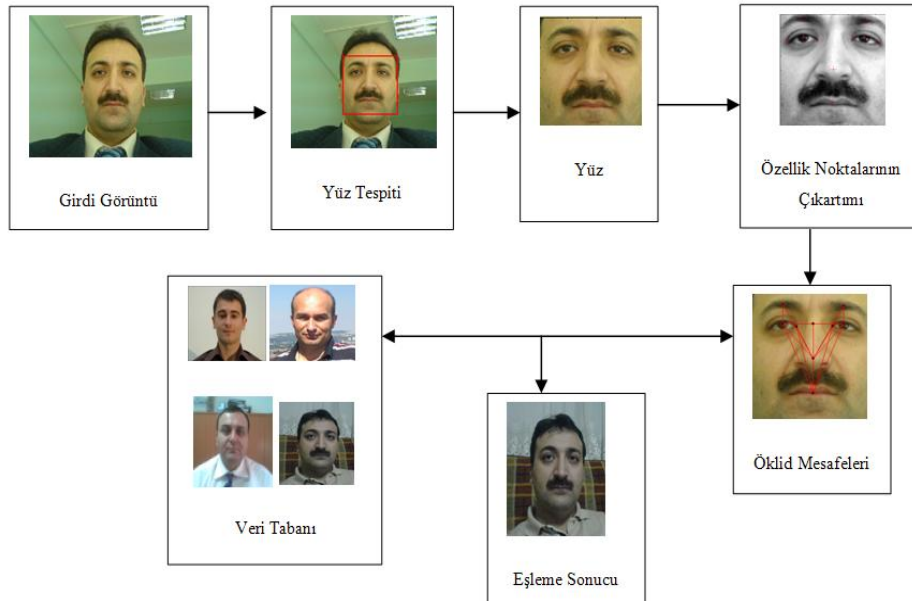 Girdi Görüntü
Yüz Tespiti
Yüz
Özellik Noktalarının
Çıkartımı
Öklid Mesafeleri
Veri Tabanı
Eşleme Sonucu